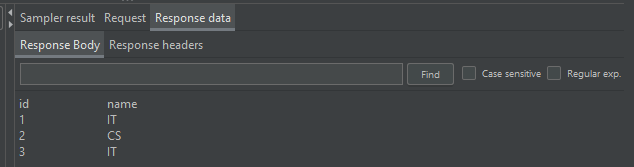 Sampler result Request Response data
Response Body Response headers
Find Case sensitive Regular exp.
id name
1 IT
2 CS
3 IT